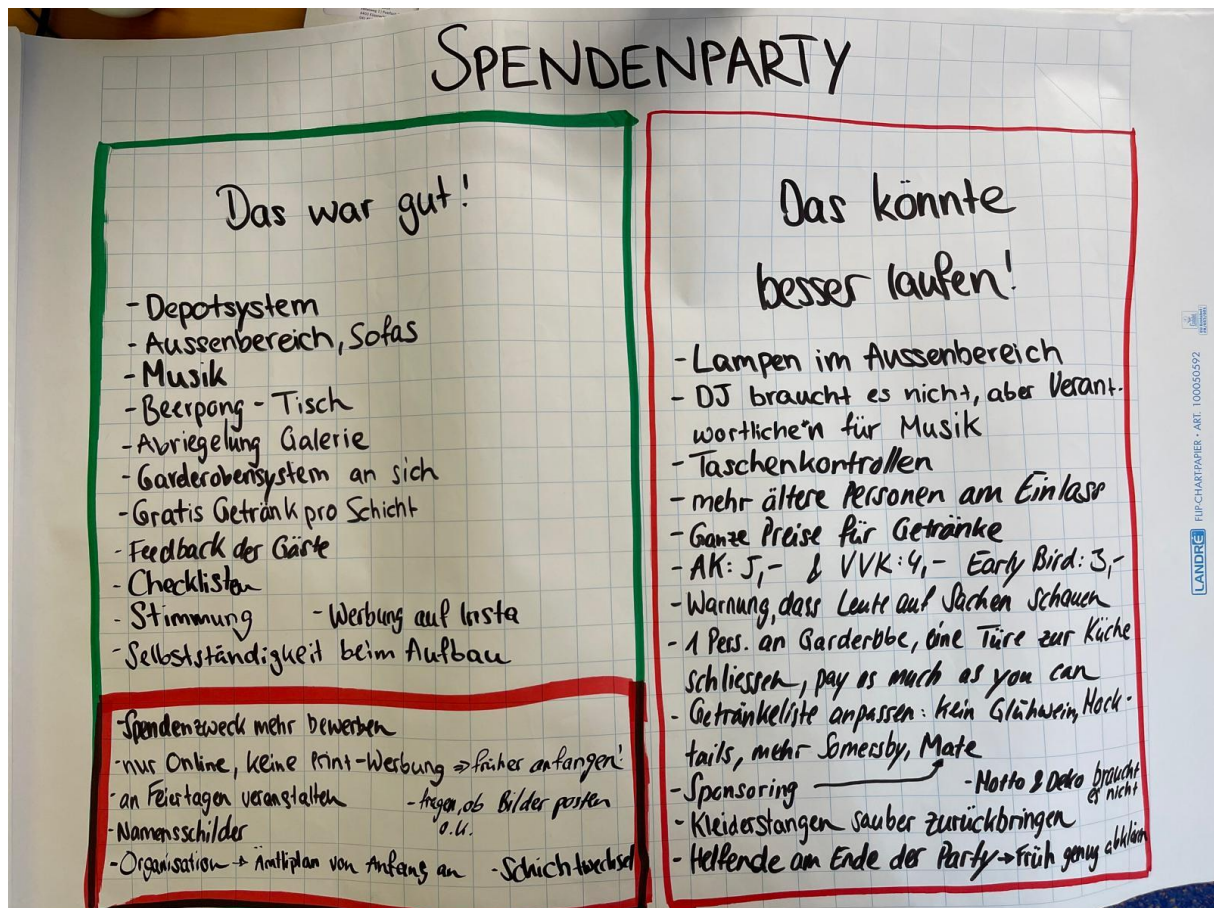 SPENDENPARTY
Das war gut!
- Depotsystem
- Aussenbereich, Sofas
- Musik
- Beerpong - Tisch
- Abriegelung Galerie
- Garderobensystem an sich
- Gratis Getränk pro Schicht
- Feedback der Gäste
- Checklisten
- Stimmung - Werbung auf Insta
- Selbstständigkeit beim Aufbau
- Spendenzweck mehr bewerben
- nur Online, keine Print-Werbung ⇒ früher anfangen!
- an Feiertagen veranstalten - fragen, ob Bilder posten
o.k.
- Namensschilder
- Organisation → Ämtliplan von Anfang an - Schichtwechsel
Das könnte
besser laufen!
- Lampen im Aussenbereich
- DJ braucht es nicht, aber Verant-
wortliche*n für Musik
- Taschenkontrollen
- mehr ältere Personen am Einlass
- Ganze Preise für Getränke
- AK: 5,- & VVK: 4,- Early Bird: 3,-
- Warnung, dass Leute auf Sachen schauen
- 1 Pers. an Garderobe, eine Türe zur Küche
schliessen, pay as much as you can
- Getränkeliste anpassen: kein Glühwein, Mock-
tails, mehr Somersby, Mate
- Sponsoring - Motto & Deko braucht
es nicht
- Kleiderstangen sauber zurückbringen
- Helfende am Ende der Party → Früh genug abklären
LANDRÉ FLIP-CHART-PAPIER • ART. 100050592